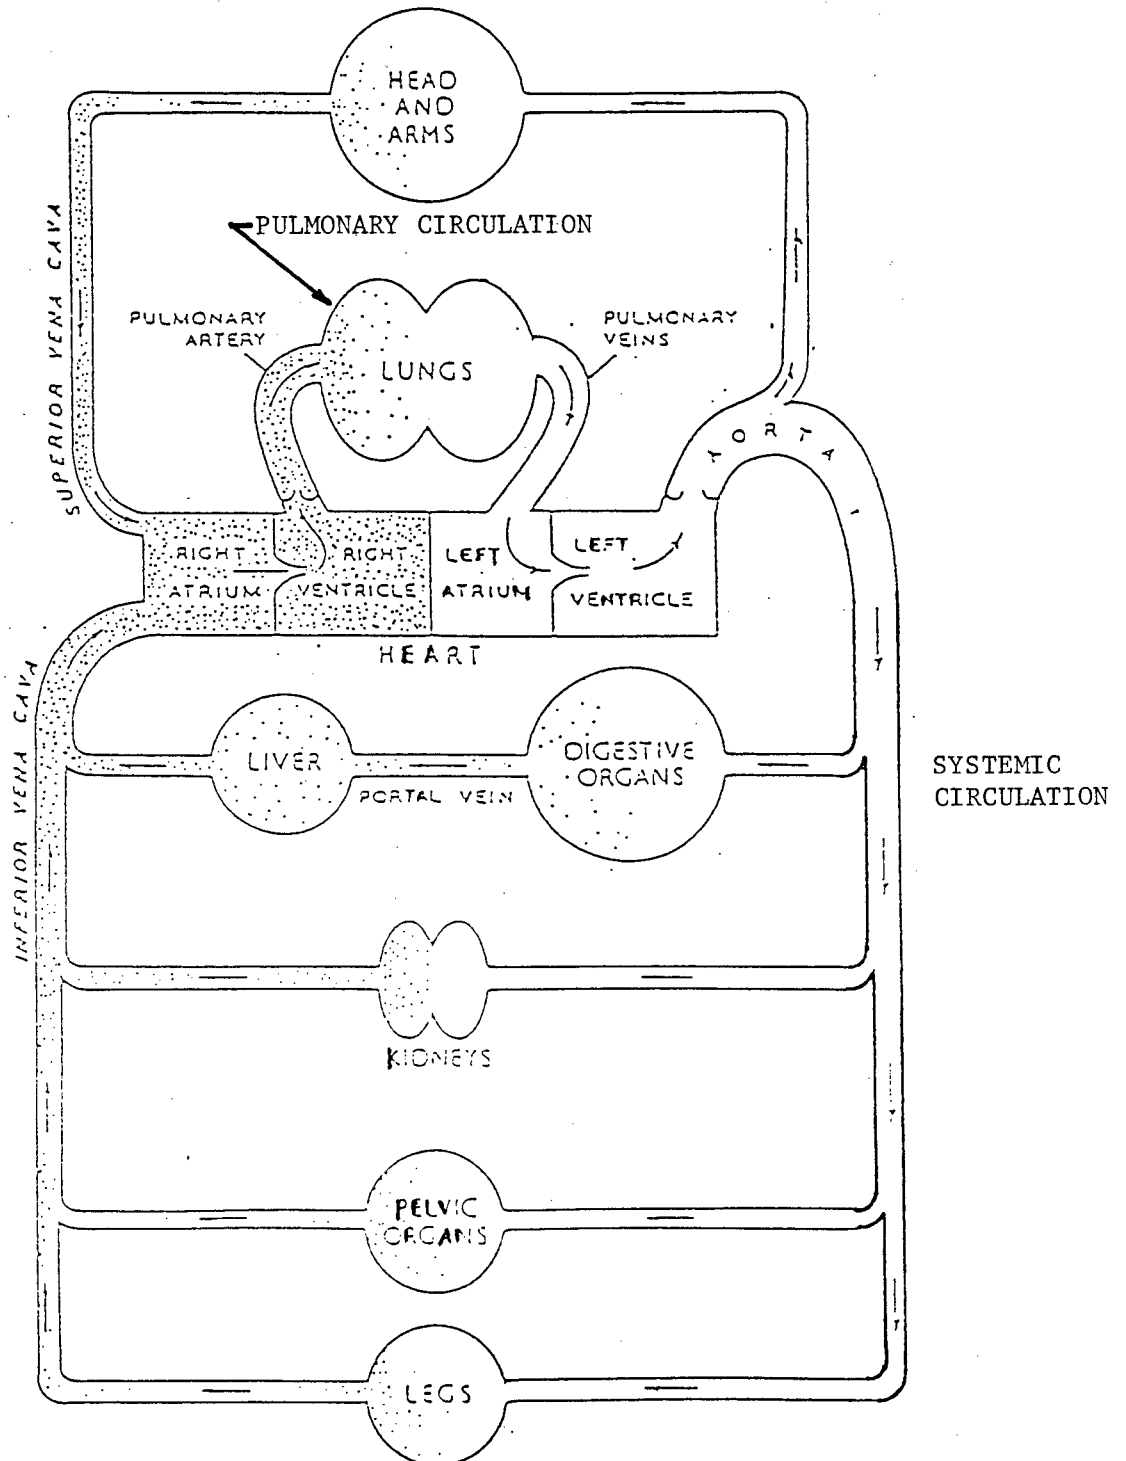 HEAD
AND
ARMS
PULMONARY CIRCULATION
SUPERIOR VENA CAVA
PULMONARY
ARTERY
PULMONARY
VEINS
LUNGS
AORTA
RIGHT
ATRIUM
RIGHT
VENTRICLE
LEFT
ATRIUM
LEFT
VENTRICLE
HEART
INFERIOR VENA CAVA
LIVER
PORTAL VEIN
DIGESTIVE
ORGANS
SYSTEMIC
CIRCULATION
KIDNEYS
PELVIC
ORGANS
LEGS